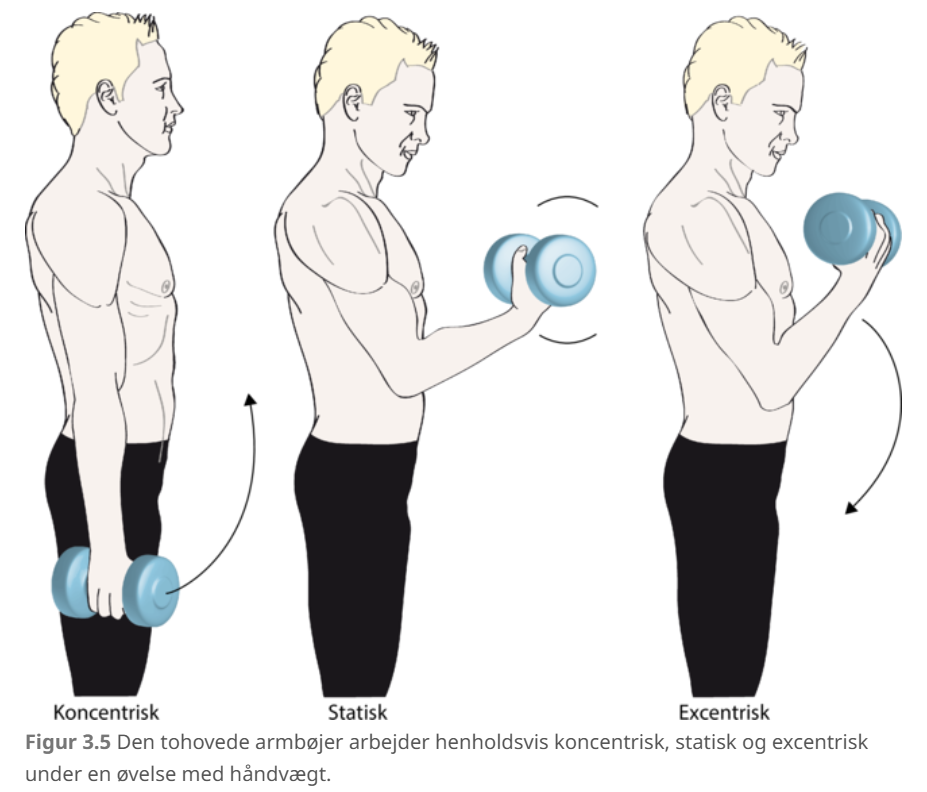 Koncentrisk
Statisk
Excentrisk
Figur 3.5 Den tohovede armbøjer arbejder henholdsvis koncentrisk, statisk og excentrisk
under en øvelse med håndvægt.